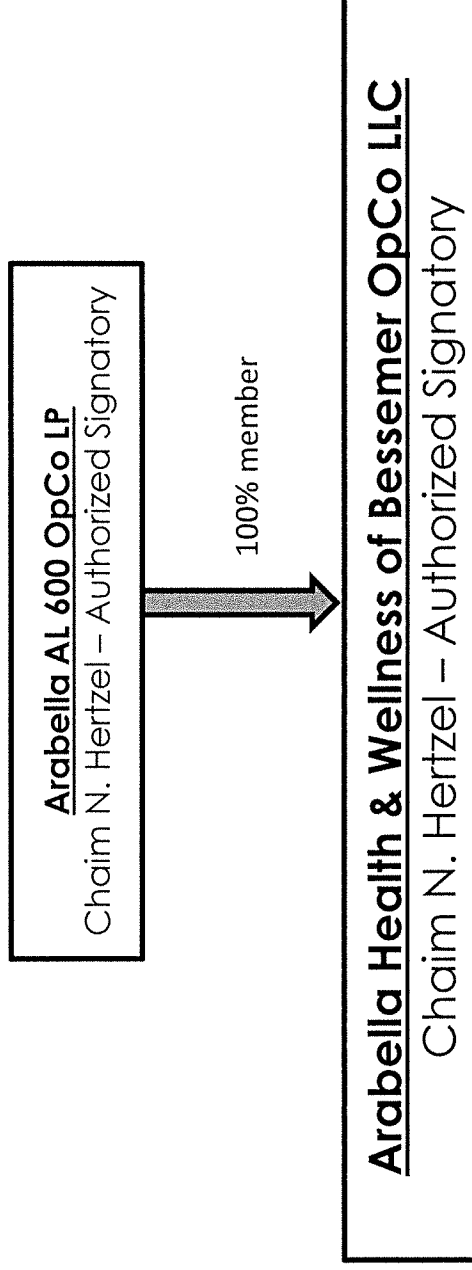 Arabella AL 600 OpCo LP
Chaim N. Hertzel – Authorized Signatory
100% member
Arabella Health & Wellness of Bessemer OpCo LLC
Chaim N. Hertzel – Authorized Signatory